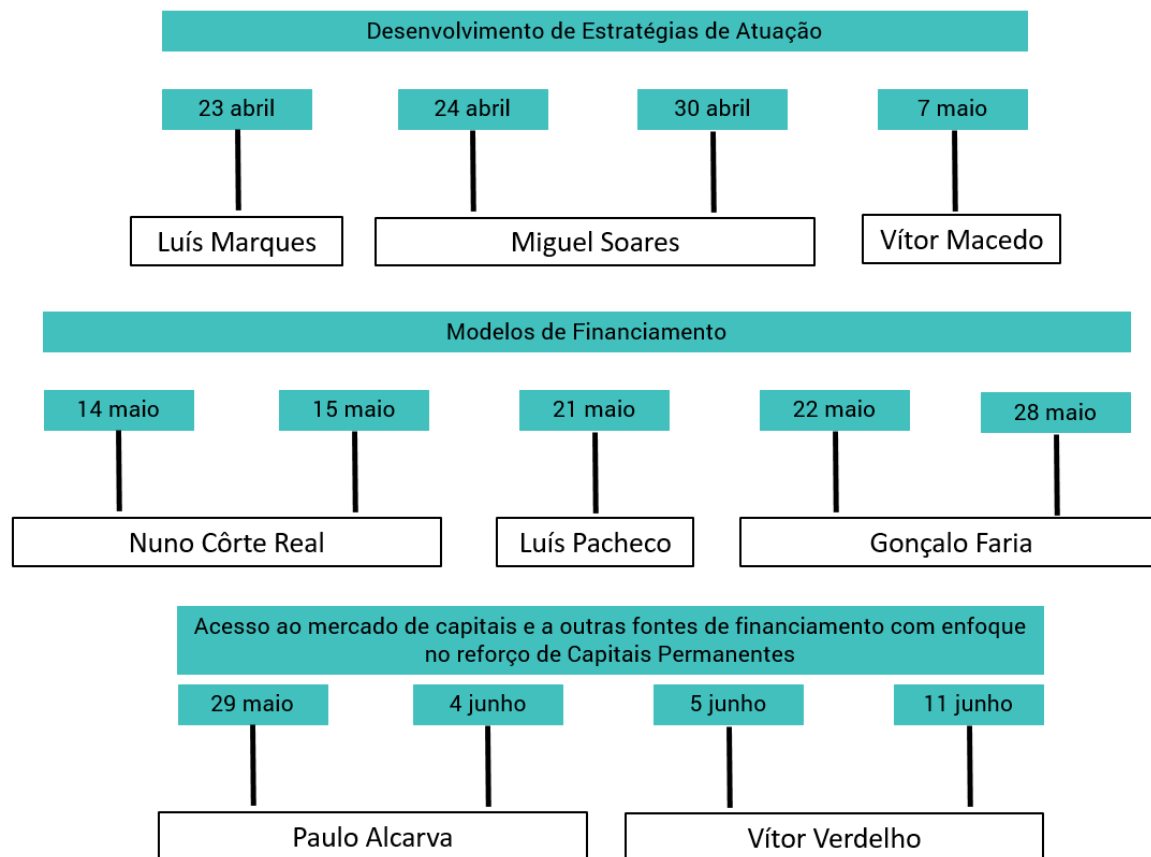 Desenvolvimento de Estratégias de Atuação
23 abril
24 abril
30 abril
7 maio
Luís Marques
Miguel Soares
Vítor Macedo
Modelos de Financiamento
14 maio
15 maio
21 maio
22 maio
28 maio
Nuno Côrte Real
Luís Pacheco
Gonçalo Faria
Acesso ao mercado de capitais e a outras fontes de financiamento com enfoque
no reforço de Capitais Permanentes
29 maio
4 junho
5 junho
11 junho
Paulo Alcarva
Vítor Verdelho